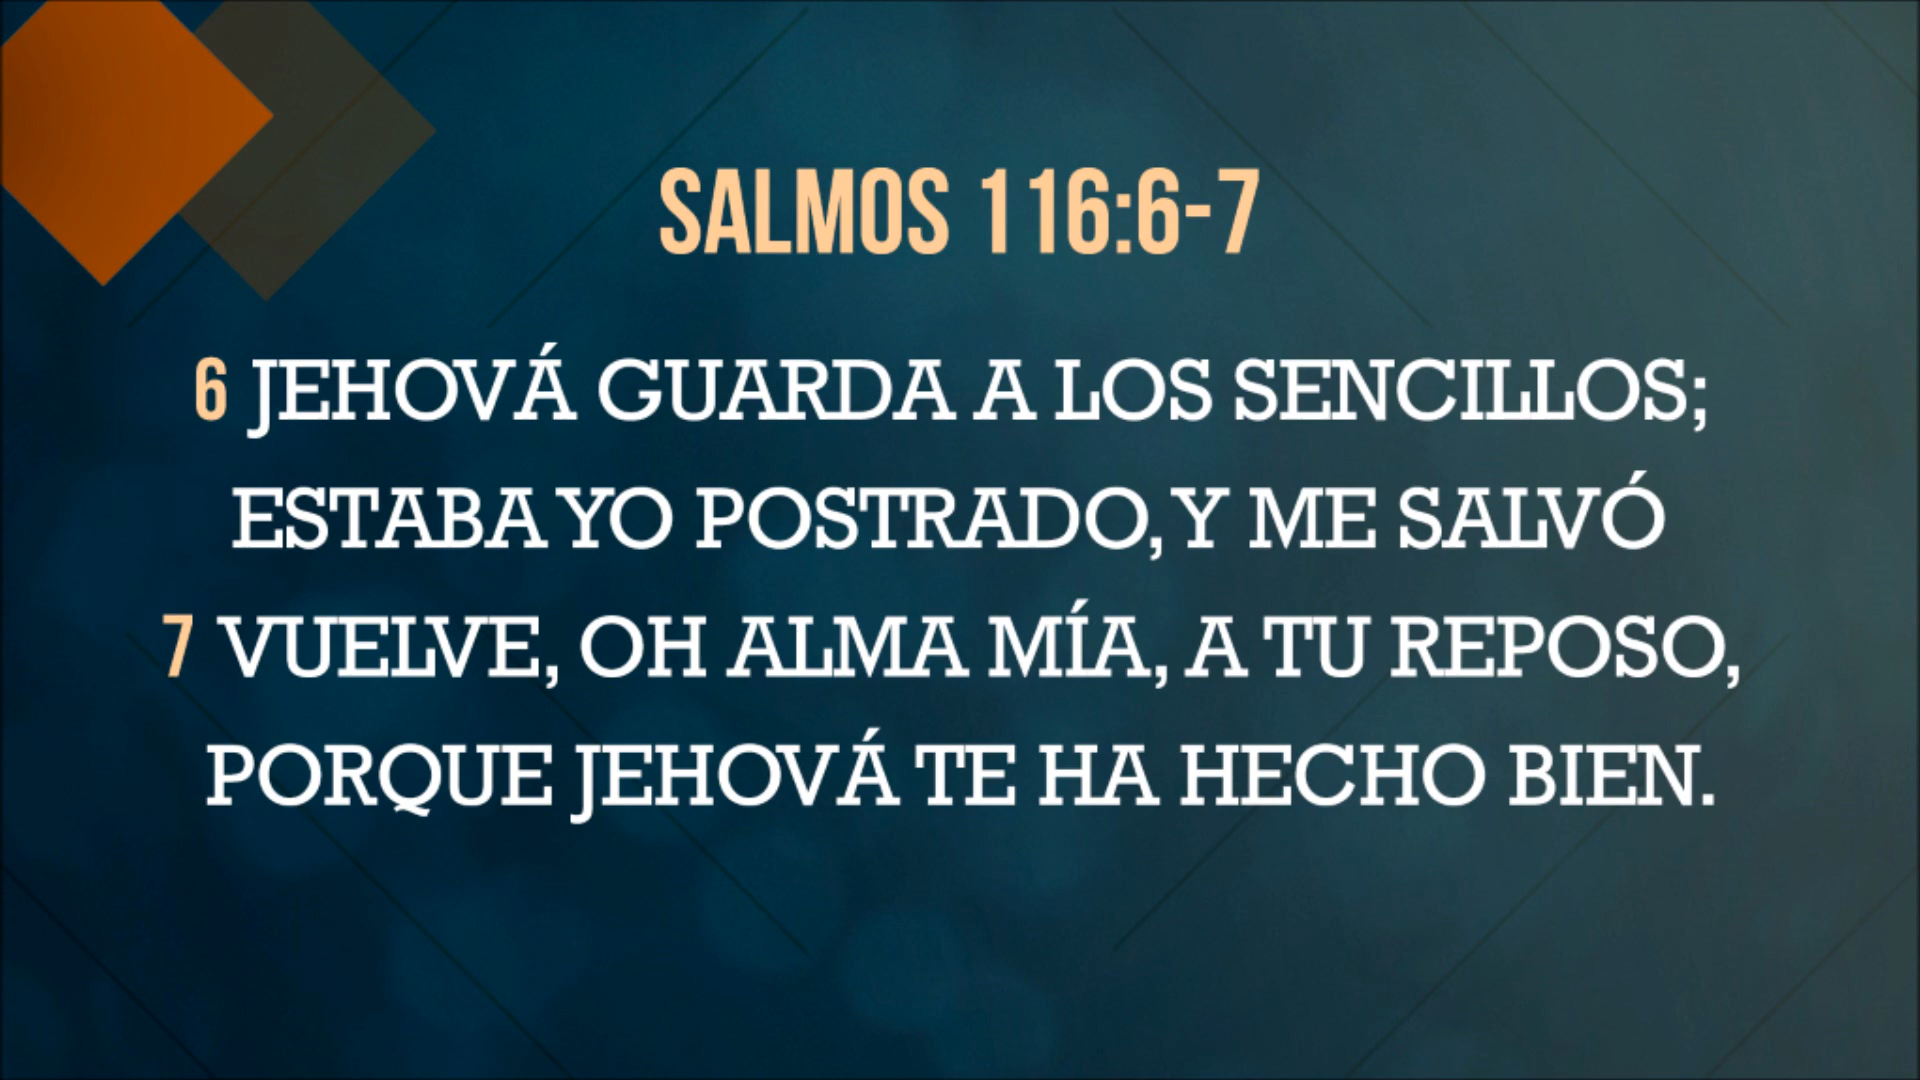 SALMOS 116:6-7
6 JEHOVÁ GUARDA A LOS SENCILLOS;
ESTABA YO POSTRADO, Y ME SALVÓ
7 VUELVE, OH ALMA MÍA, A TU REPOSO,
PORQUE JEHOVÁ TE HA HECHO BIEN.